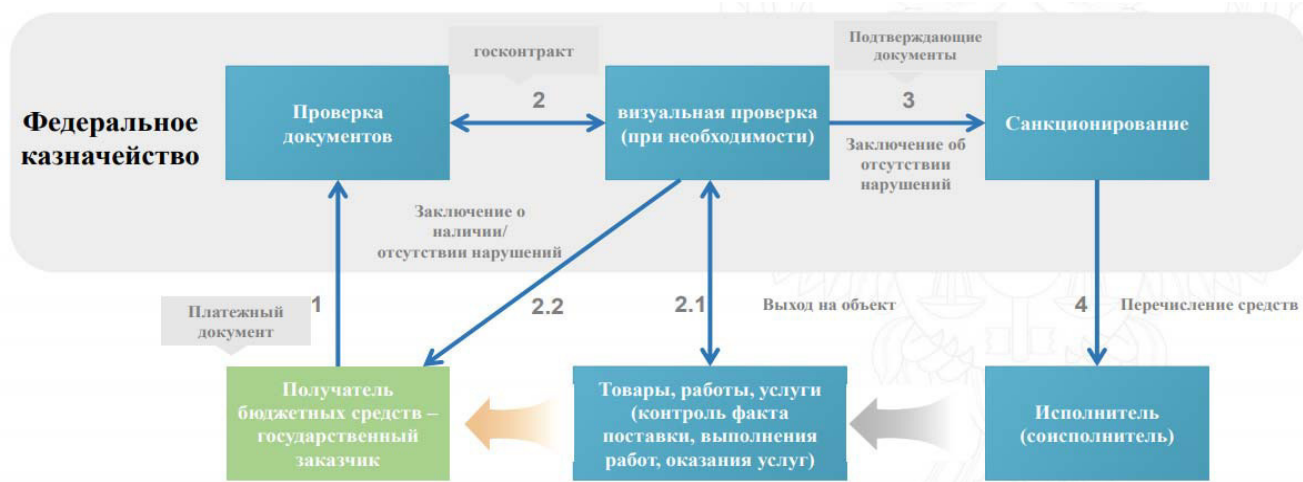 госконтракт
Подтверждающие
документы
Федеральное
казначейство
Проверка
документов
2
визуальная проверка
(при необходимости)
3
Санкционирование
Заключение об
отсутствии
нарушений
Заключение о
наличии/
отсутствии нарушений
Платежный
документ
1
2.2
2.1
Выход на объект
4
Перечисление средств
Получатель
бюджетных средств –
государственный
заказчик
Товары, работы, услуги
(контроль факта
поставки, выполнения
работ, оказания услуг)
Исполнитель
(соисполнитель)